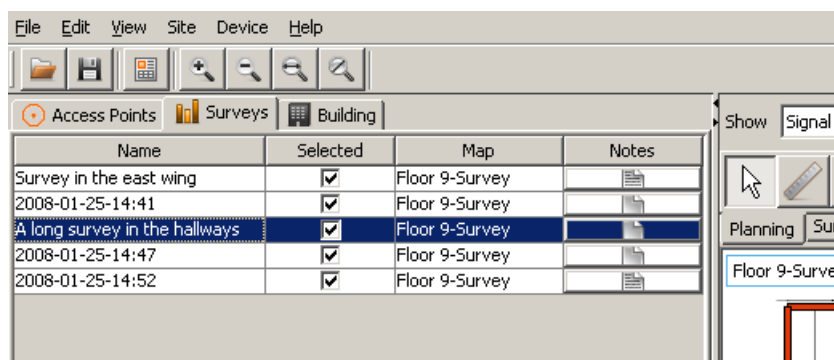 File Edit View Site Device Help
Access Points Surveys Building
Show Signal
Name Selected Map Notes
Survey in the east wing Floor 9-Survey
2008-01-25-14:41 Floor 9-Survey
A long survey in the hallways Floor 9-Survey
2008-01-25-14:47 Floor 9-Survey
2008-01-25-14:52 Floor 9-Survey
Planning Sur
Floor 9-Surve